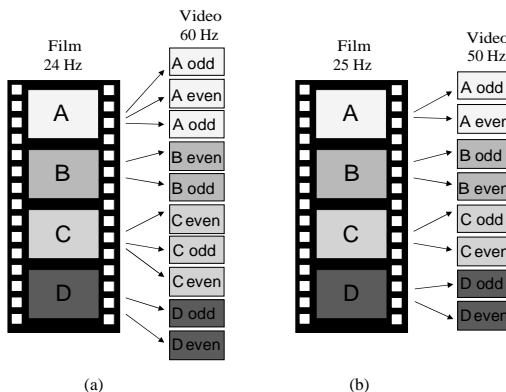 Film
24 Hz
Video
60 Hz
A
B
C
D
A odd
A even
A odd
B even
B odd
C even
C odd
C even
D odd
D even
(a)
Film
25 Hz
Video
50 Hz
A
B
C
D
A odd
A even
B odd
B even
C odd
C even
D odd
D even
(b)